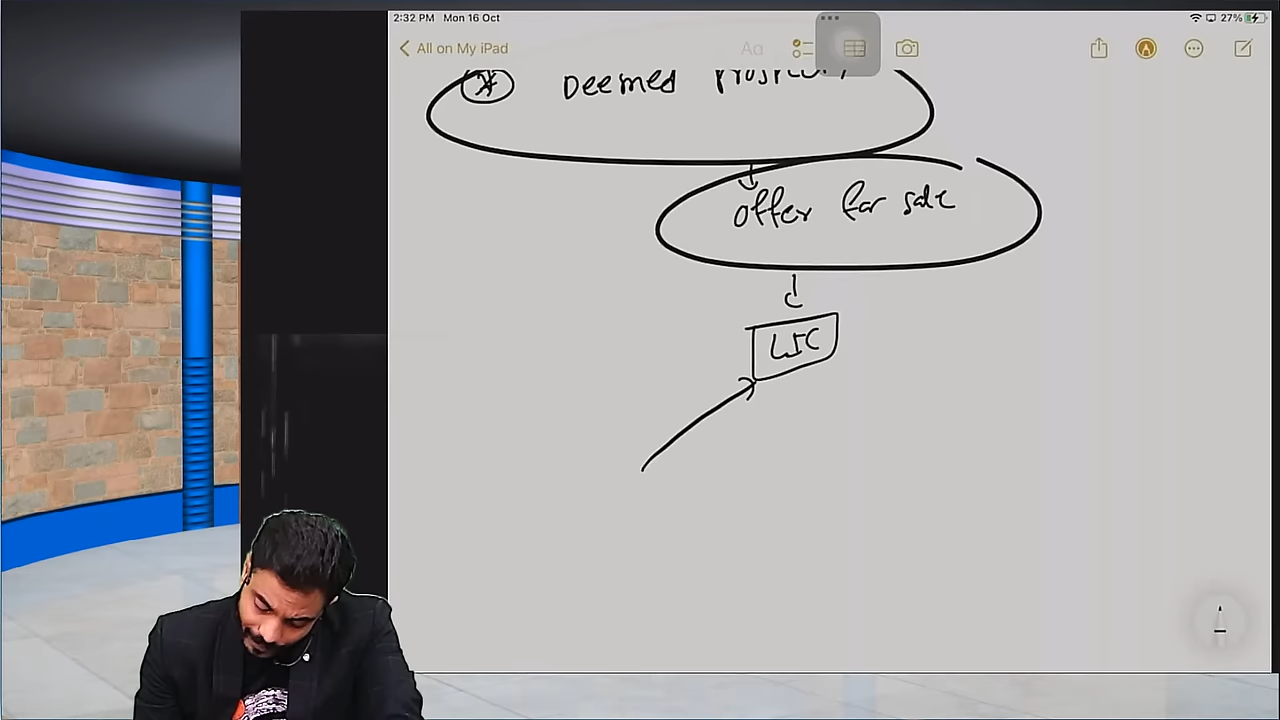 2:32 PM Mon 16 Oct
27%
All on My iPad
Aa
Deemed
offer for sale
LIC